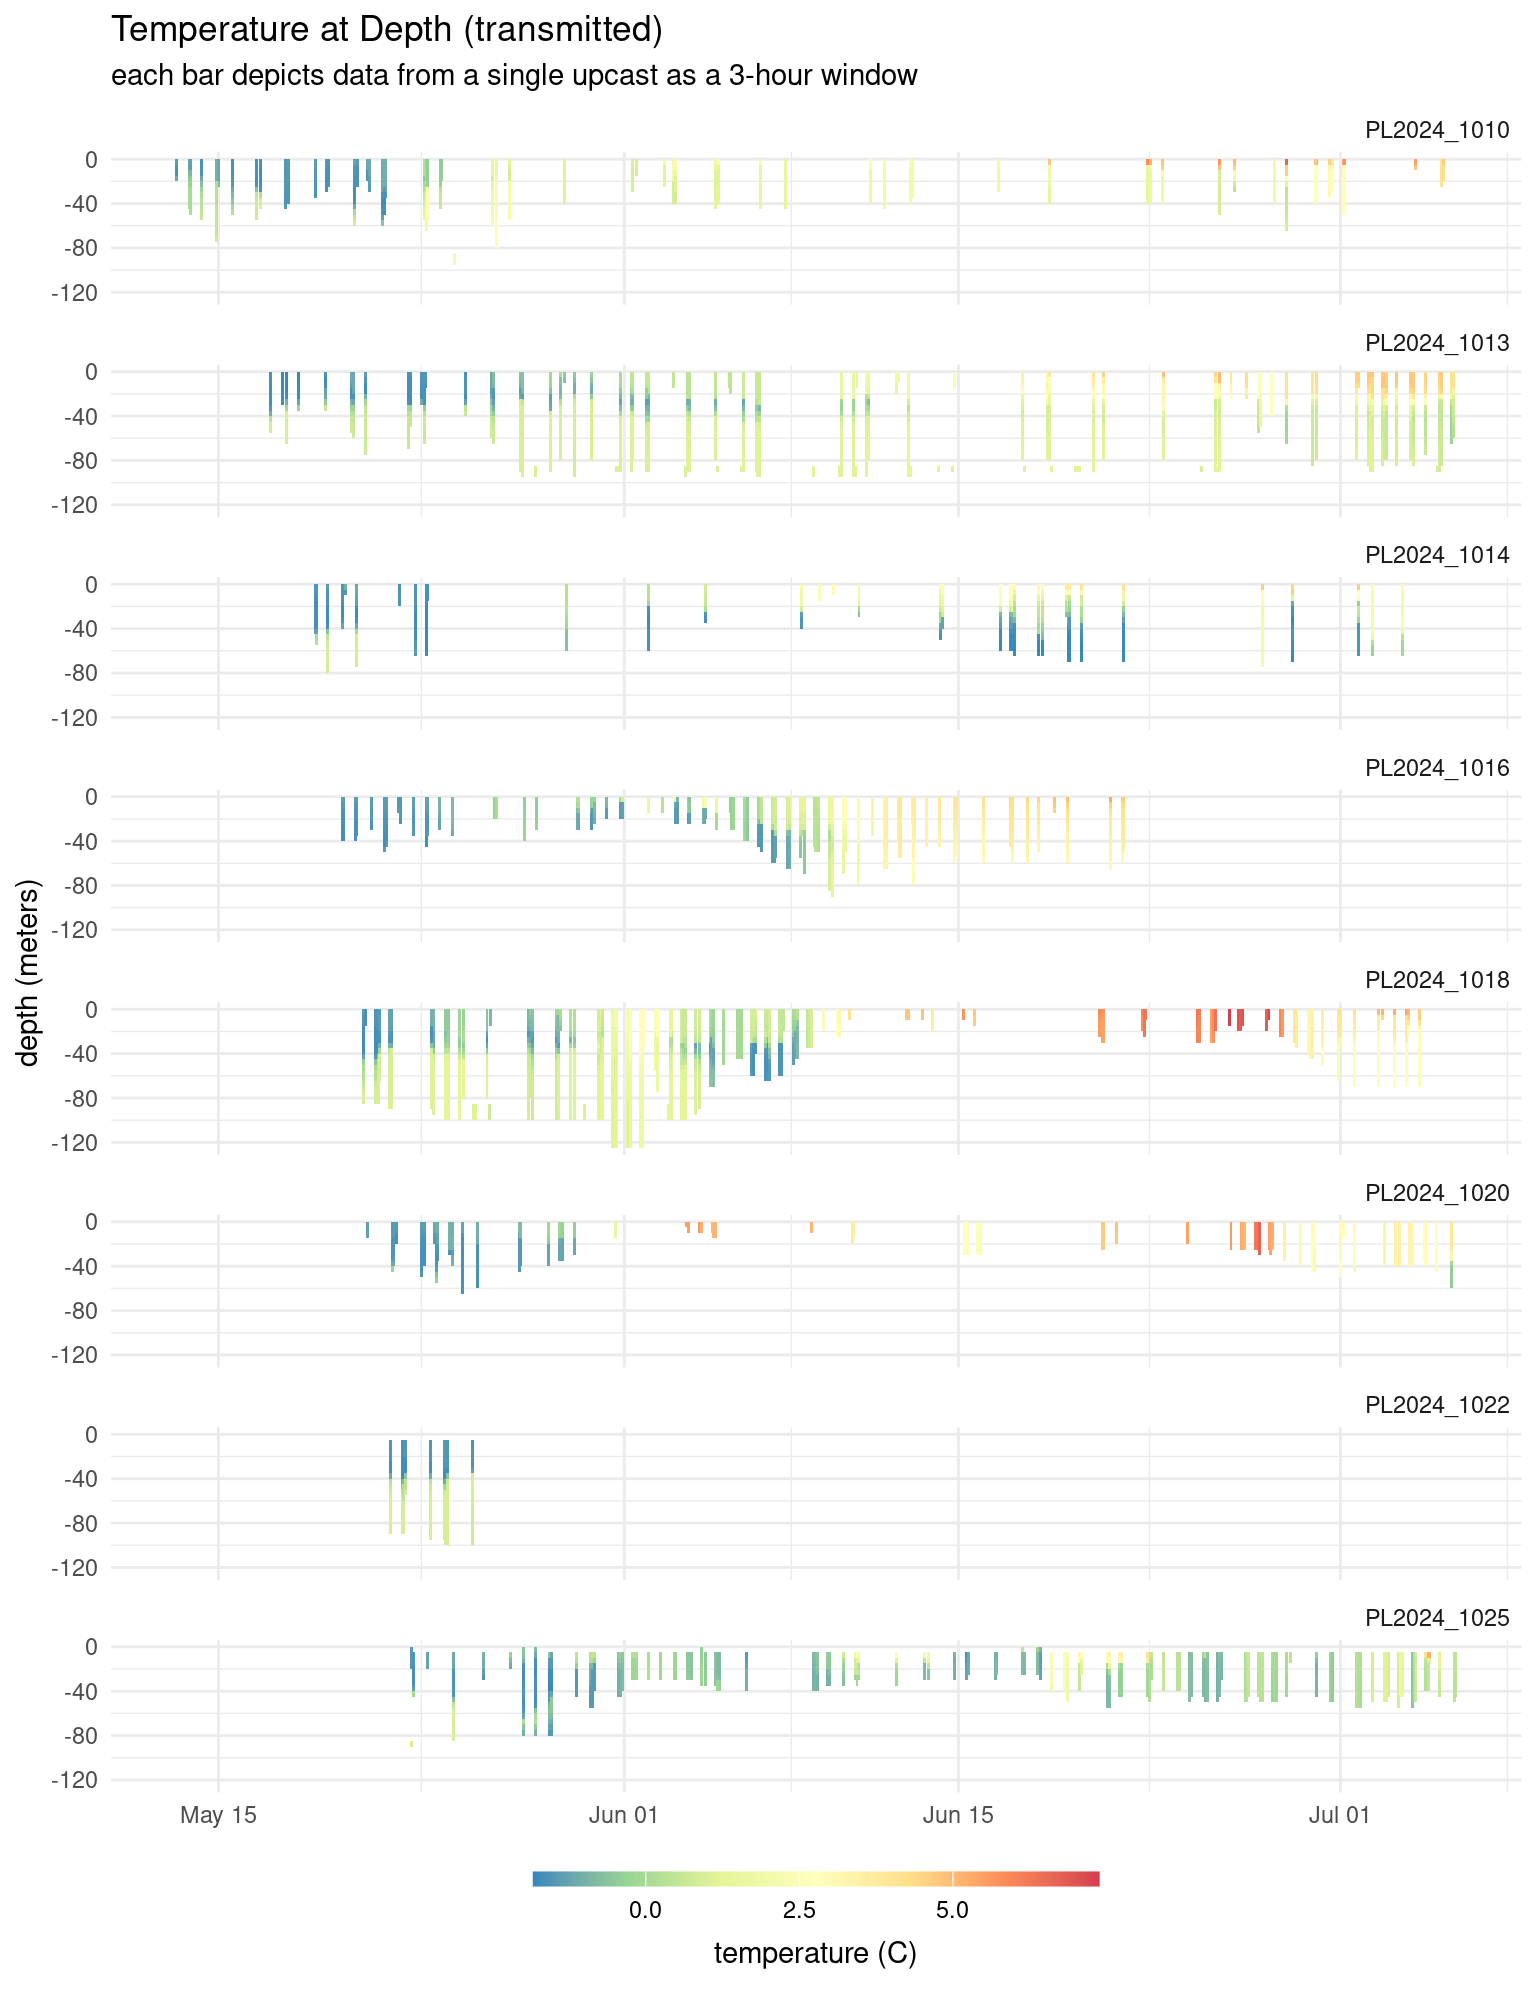 Temperature at Depth (transmitted)
each bar depicts data from a single upcast as a 3-hour window
PL2024_1010
0
-40
-80
-120
PL2024_1013
0
-40
-80
-120
PL2024_1014
0
-40
-80
-120
PL2024_1016
0
-40
-80
-120
depth (meters)
PL2024_1018
0
-40
-80
-120
PL2024_1020
0
-40
-80
-120
PL2024_1022
0
-40
-80
-120
PL2024_1025
0
-40
-80
-120
May 15 Jun 01 Jun 15 Jul 01
0.0 2.5 5.0
temperature (C)